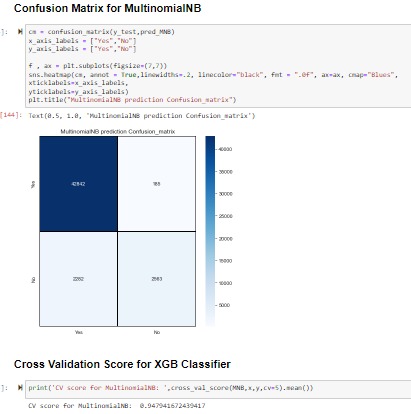 Confusion Matrix for MultinomialNB
]: cm = confusion_matrix(y_test,pred_MNB)
x_axis_labels = ["Yes","No"]
y_axis_labels = ["Yes","No"]
f , ax = plt.subplots(figsize=(7,7))
sns.heatmap(cm, annot = True,linewidths=.2, linecolor="black", fmt = ".0f", ax=ax, cmap="Blues",
xticklabels=x_axis_labels,
yticklabels=y_axis_labels)
plt.title("MultinomialNB prediction Confusion_matrix")
[144]: Text(0.5, 1.0, 'MultinomialNB prediction Confusion_matrix')
MultinomialNB prediction Confusion_matrix
Yes
No
42842
2282
Yes
No
40000
35000
30000
25000
20000
15000
10000
5000
Cross Validation Score for XGB Classifier
]: print('CV score for MultinomialNB: ',cross_val_score(MNB,x,y,cv=5).mean())
CV score for MultinomialNB: 0.947941672439417